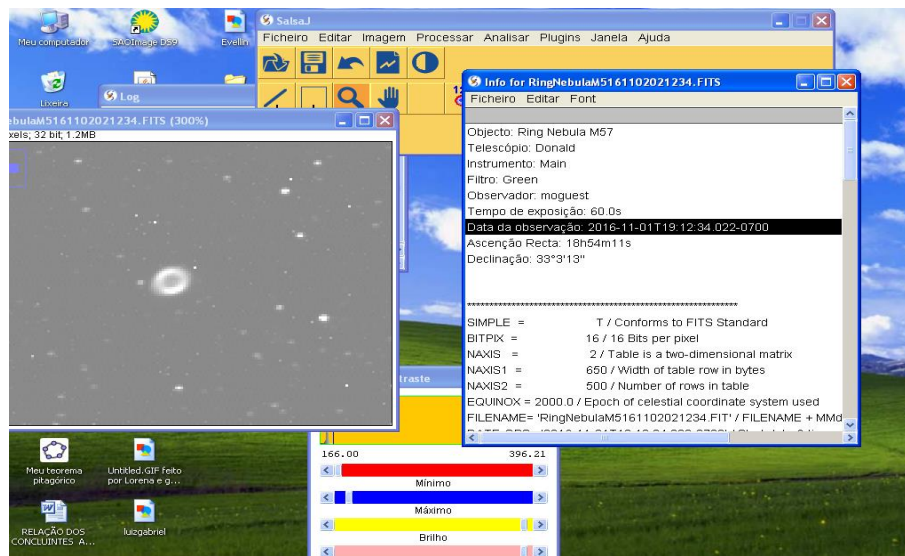 Meu computador
SAOImage DS9
Evellin
Lixeira
SalsaJ
Ficheiro Editar Imagem Processar Analisar Plugins Janela Ajuda
Log
ebulaM5161102021234.FITS (300%)
xels; 32 bit; 1.2MB
Info for RingNebulaM5161102021234.FITS
Ficheiro Editar Font
Objecto: Ring Nebula M57
Telescópio: Donald
Instrumento: Main
Filtro: Green
Observador: moguest
Tempo de exposição: 60.0s
Data da observação: 2016-11-01T19:12:34.022-0700
Ascenção Recta: 18h54m11s
Declinação: 33°3'13"
SIMPLE = T / Conforms to FITS Standard
BITPIX = 16 / 16 Bits per pixel
NAXIS = 2 / Table is a two-dimensional matrix
NAXIS1 = 650 / Width of table row in bytes
NAXIS2 = 500 / Number of rows in table
EQUINOX = 2000.0 / Epoch of celestial coordinate system used
FILENAME= 'RingNebulaM5161102021234.FIT' / FILENAME + MMd
traste
166.00 396.21
Mínimo
Máximo
Brilho
Meu teorema
pitagórico
Untitled.GIF feito
por Lorena e g...
RELAÇÃO DOS
CONCLUINTES A...
luizgabriel